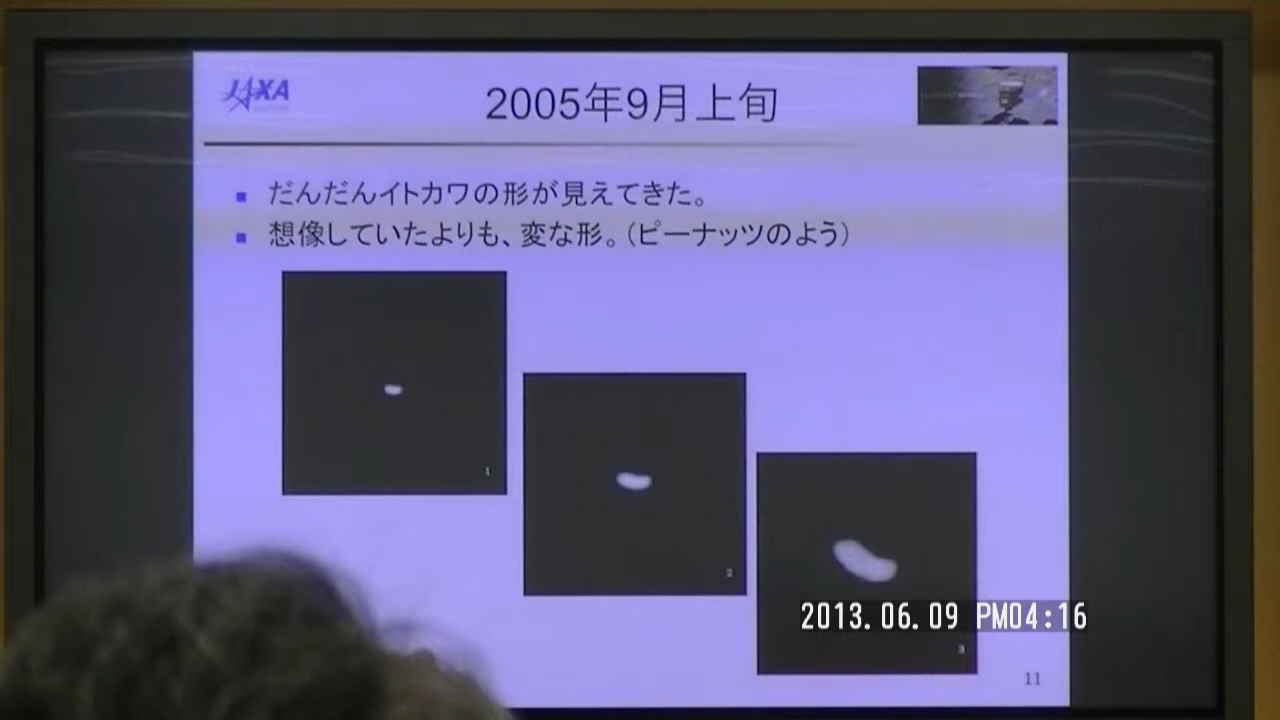 JAXA
2005年9月上旬
だんだんイトカワの形が見えてきた。
想像していたよりも、変な形。（ピーナッツのよう）
1
2
3
2013.06.09 PM04:16
11